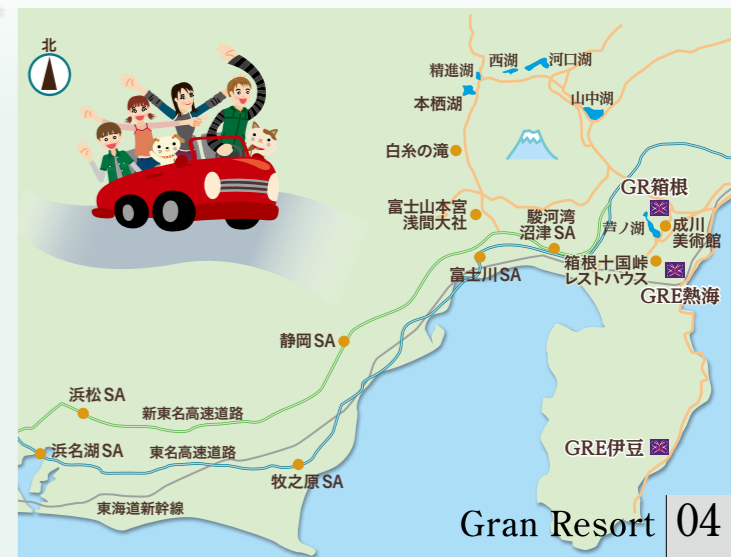 北
西湖
河口湖
精進湖
本栖湖
山中湖
白糸の滝
GR箱根
富士山本宮
浅間大社
駿河湾
沼津SA
芦ノ湖
成川
美術館
富士川SA
箱根十国峠
レストハウス
GRE熱海
静岡SA
浜松SA
新東名高速道路
浜名湖SA
東名高速道路
GRE伊豆
牧之原SA
東海道新幹線
Gran Resort
04